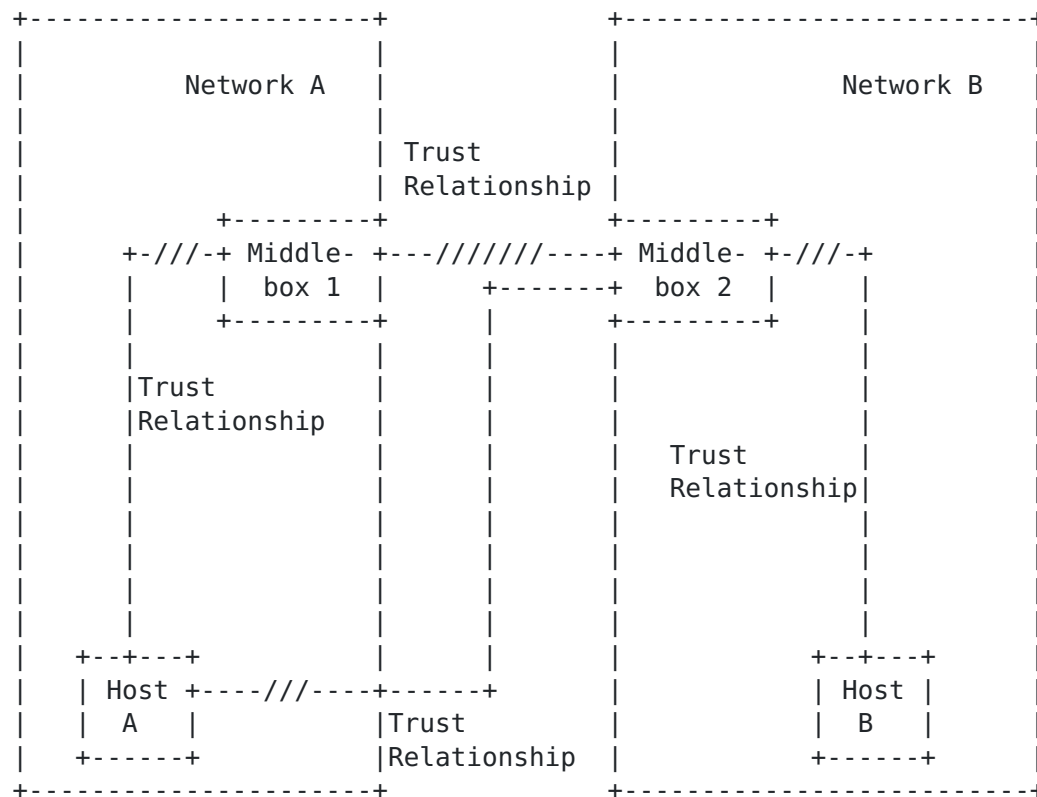 Network A
Network B
Trust
Relationship
Middle-
box 1
Middle-
box 2
Trust
Relationship
Trust
Relationship
Host
A
Host
B
Trust
Relationship